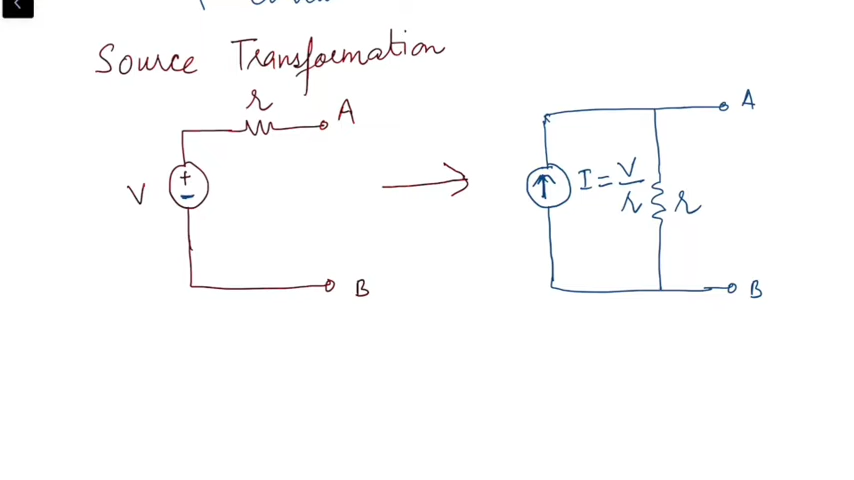 Source Transformation
r
A
V
+
-
B
A
I = V/r
r
B